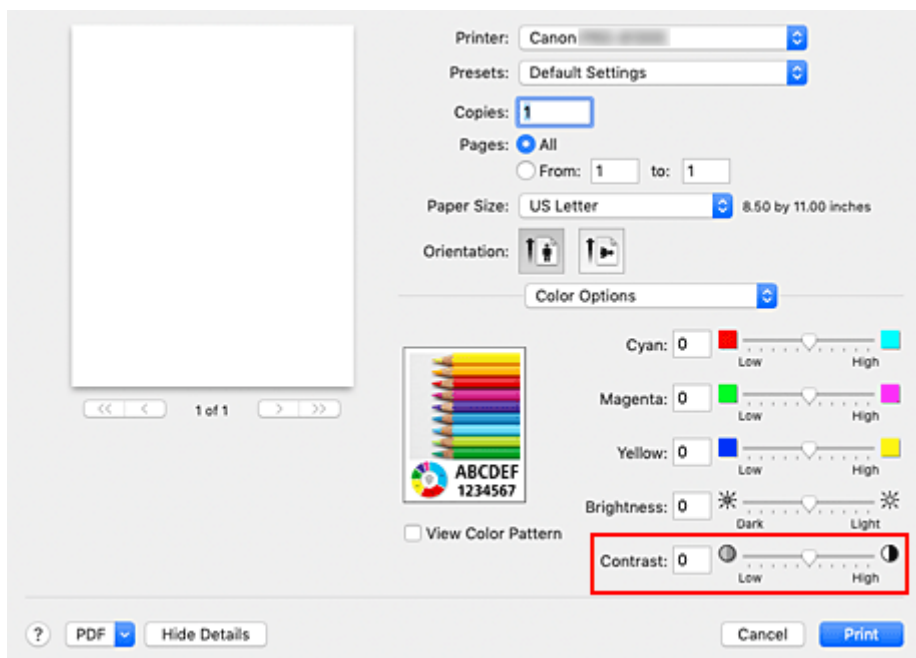 Printer: Canon
Presets: Default Settings
Copies: 1
Pages: All
From: 1 to: 1
Paper Size: US Letter 8.50 by 11.00 inches
Orientation:
Color Options
Cyan: 0
Low High
Magenta: 0
Low High
Yellow: 0
Low High
Brightness: 0
Dark Light
Contrast: 0
Low High
ABCDEF
1234567
View Color Pattern
<< < 1 of 1 > >>
? PDF Hide Details Cancel Print